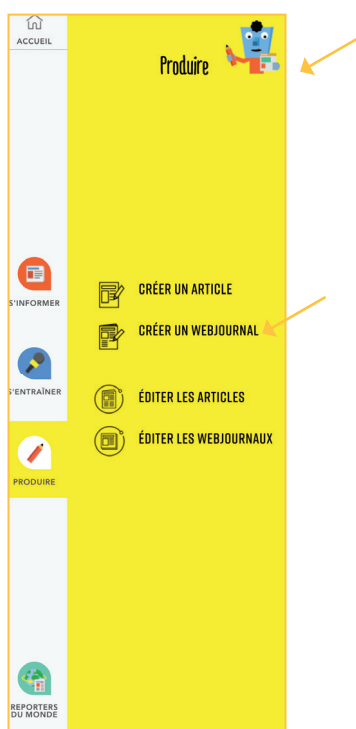 ACCUEIL
Produire
CRÉER UN ARTICLE
S'INFORMER
CRÉER UN WEBJOURNAL
S'ENTRAÎNER
ÉDITER LES ARTICLES
ÉDITER LES WEBJOURNAUX
PRODUIRE
REPORTERS
DU MONDE